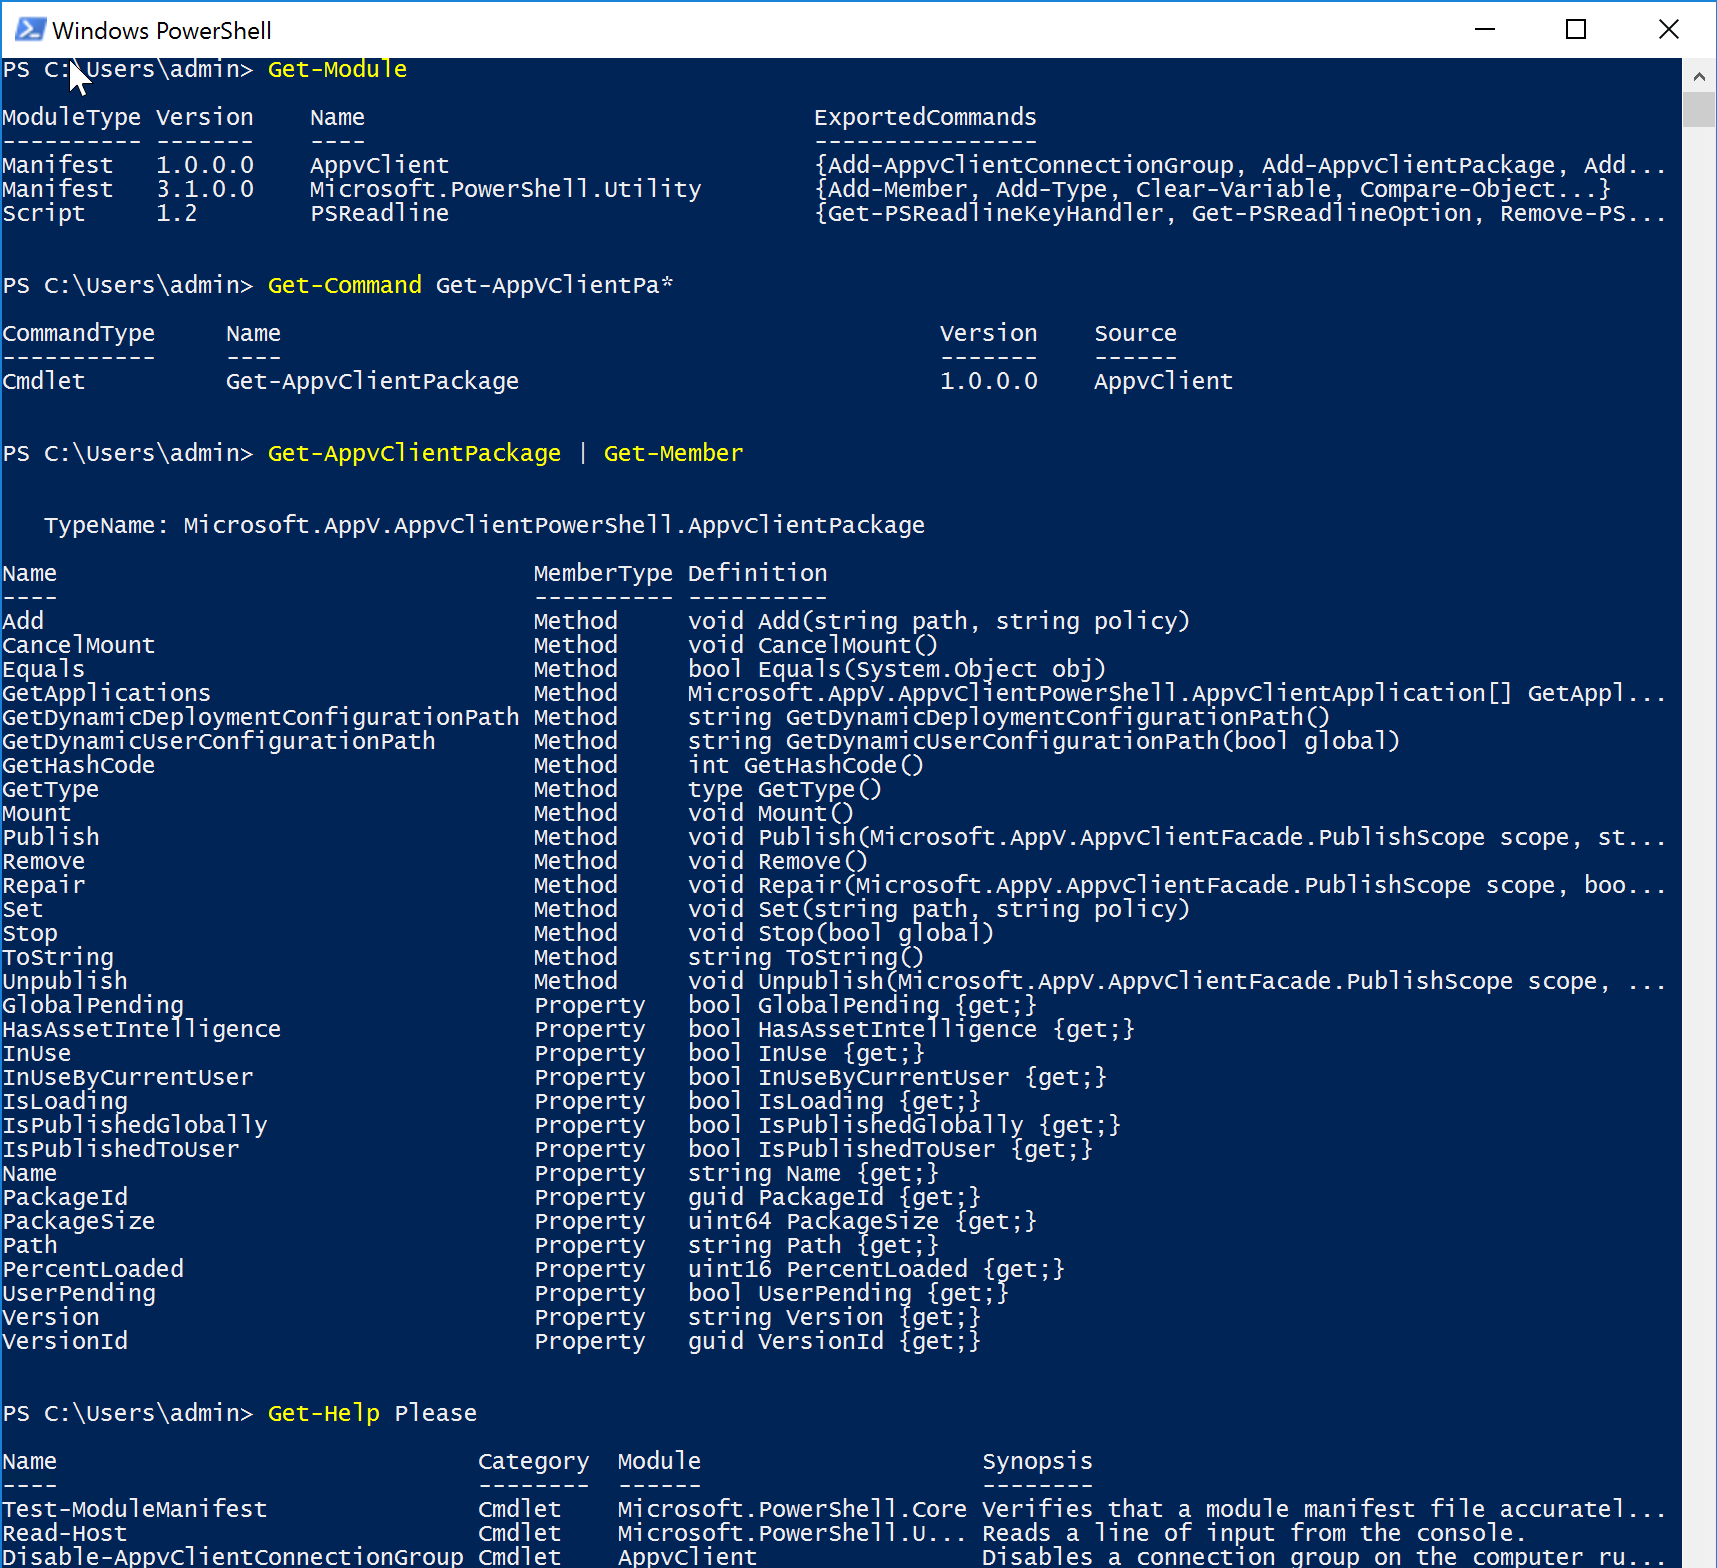 Windows PowerShell
PS C:\Users\admin> Get-Module
ModuleType Version    Name                                ExportedCommands
---------- -------    ----                                ----------------
Manifest   1.0.0.0    AppvClient                          {Add-AppvClientConnectionGroup, Add-AppvClientPackage, Add...
Manifest   3.1.0.0    Microsoft.PowerShell.Utility        {Add-Member, Add-Type, Clear-Variable, Compare-Object...}
Script     1.2        PSReadline                          {Get-PSReadlineKeyHandler, Get-PSReadlineOption, Remove-PS...
PS C:\Users\admin> Get-Command Get-AppVClientPa*
CommandType     Name                                               Version    Source
-----------     ----                                               -------    ------
Cmdlet          Get-AppvClientPackage                              1.0.0.0    AppvClient
PS C:\Users\admin> Get-AppvClientPackage | Get-Member
   TypeName: Microsoft.AppV.AppvClientPowerShell.AppvClientPackage
Name                                  MemberType Definition
----                                  ---------- ----------
Add                                   Method     void Add(string path, string policy)
CancelMount                           Method     void CancelMount()
Equals                                Method     bool Equals(System.Object obj)
GetApplications                       Method     Microsoft.AppV.AppvClientPowerShell.AppvClientApplication[] GetAppl...
GetDynamicDeploymentConfigurationPath Method     string GetDynamicDeploymentConfigurationPath()
GetDynamicUserConfigurationPath       Method     string GetDynamicUserConfigurationPath(bool global)
GetHashCode                           Method     int GetHashCode()
GetType                               Method     type GetType()
Mount                                 Method     void Mount()
Publish                               Method     void Publish(Microsoft.AppV.AppvClientFacade.PublishScope scope, st...
Remove                                Method     void Remove()
Repair                                Method     void Repair(Microsoft.AppV.AppvClientFacade.PublishScope scope, boo...
Set                                   Method     void Set(string path, string policy)
Stop                                  Method     void Stop(bool global)
ToString                              Method     string ToString()
Unpublish                             Method     void Unpublish(Microsoft.AppV.AppvClientFacade.PublishScope scope, ...
GlobalPending                         Property   bool GlobalPending {get;}
HasAssetIntelligence                  Property   bool HasAssetIntelligence {get;}
InUse                                 Property   bool InUse {get;}
InUseByCurrentUser                    Property   bool InUseByCurrentUser {get;}
IsLoading                             Property   bool IsLoading {get;}
IsPublishedGlobally                   Property   bool IsPublishedGlobally {get;}
IsPublishedToUser                     Property   bool IsPublishedToUser {get;}
Name                                  Property   string Name {get;}
PackageId                             Property   guid PackageId {get;}
PackageSize                           Property   uint64 PackageSize {get;}
Path                                  Property   string Path {get;}
PercentLoaded                         Property   uint16 PercentLoaded {get;}
UserPending                           Property   bool UserPending {get;}
Version                               Property   string Version {get;}
VersionId                             Property   guid VersionId {get;}
PS C:\Users\admin> Get-Help Please
Name                              Category  Module                    Synopsis
----                              --------  ------                    --------
Test-ModuleManifest               Cmdlet    Microsoft.PowerShell.Core Verifies that a module manifest file accuratel...
Read-Host                         Cmdlet    Microsoft.PowerShell.U... Reads a line of input from the console.
Disable-AppvClientConnectionGroup Cmdlet    AppvClient                Disables a connection group on the computer ru...